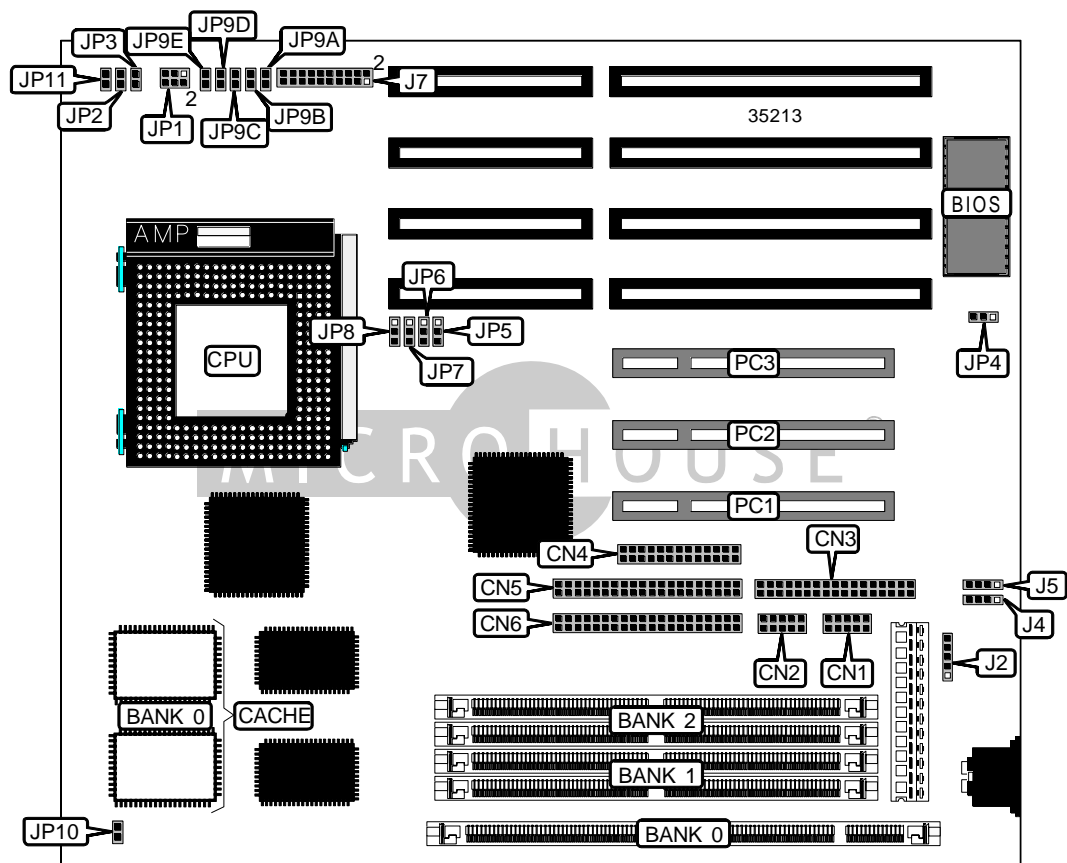 JP9D
JP3
JP9E
JP9A
JP11
2
J7
JP2
JP1
2
JP9C
JP9B
35213
BIOS
AMP
JP6
JP8
JP5
JP7
JP4
CPU
PC3
PC2
PC1
MICRO HOUSE
®
CN3
CN4
CN5
J5
CN6
J4
CN2
CN1
J2
BANK 0
CACHE
BANK 2
BANK 1
JP10
BANK 0